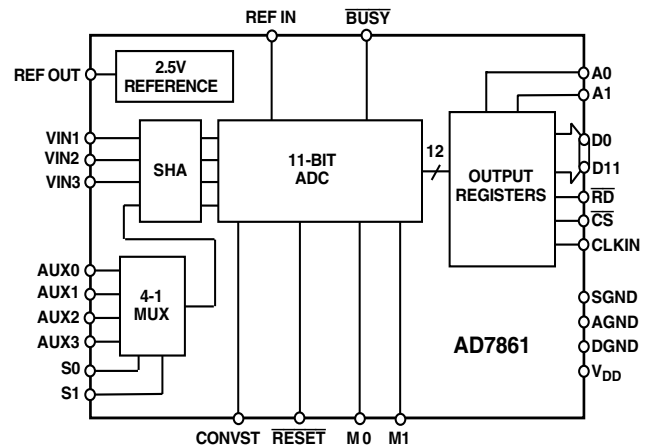 REF IN
BUSY
REF OUT
2.5V
REFERENCE
A0
A1
VIN1
VIN2
VIN3
SHA
11-BIT
ADC
12
OUTPUT
REGISTERS
D0
D11
RD
CS
CLKIN
AUX0
AUX1
AUX2
AUX3
4-1
MUX
S0
S1
SGND
AGND
DGND
VDD
AD7861
CONVST
RESET
M0
M1